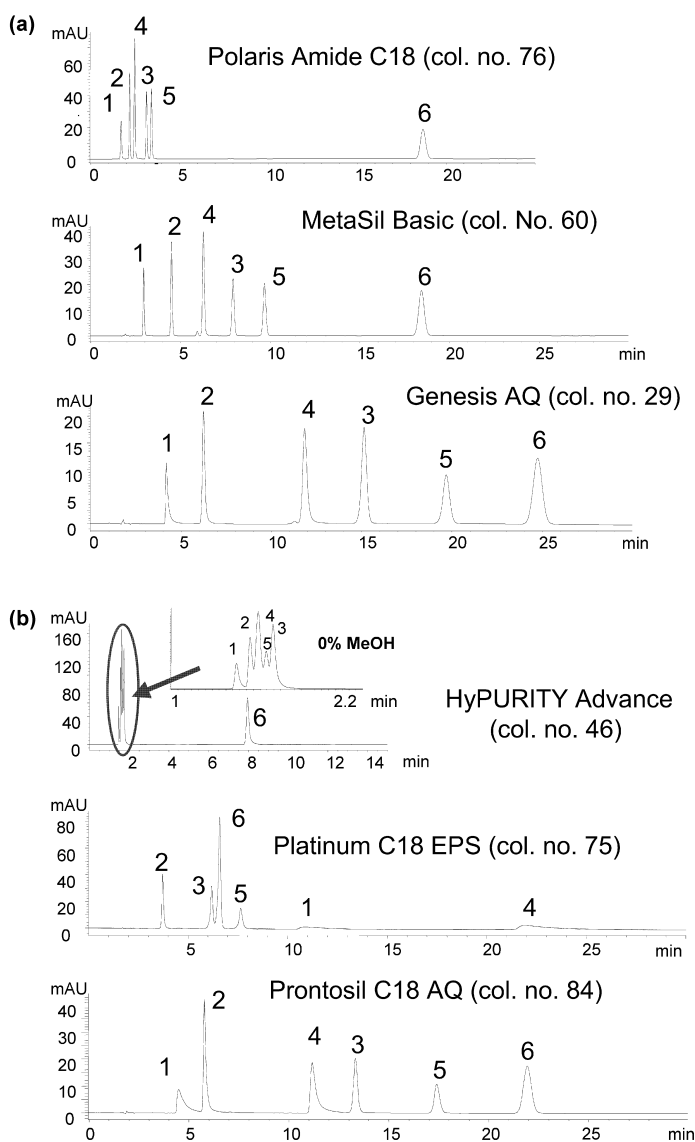 (a)
mAU
Polaris Amide C18 (col. no. 76)
60
40
20
0
1 2 4 3 5 6
0 5 10 15 20
MetaSil Basic (col. No. 60)
mAU
40
30
20
10
0
1 2 4 3 5 6
0 5 10 15 20 25 min
Genesis AQ (col. no. 29)
mAU
20
15
10
5
0
1 2 4 3 5 6
0 5 10 15 20 25 min
(b)
mAU
160
120
80
40
0
1 2 4 5 3
0% MeOH
1 2.2 min
6
HyPURITY Advance
(col. no. 46)
2 4 6 8 10 12 14 min
mAU
Platinum C18 EPS (col. no. 75)
80
60
40
20
0
2 3 6 5 1 4
5 10 15 20 25
Prontosil C18 AQ (col. no. 84)
mAU
40
30
20
10
0
1 2 4 3 5 6
0 5 10 15 20 25 min